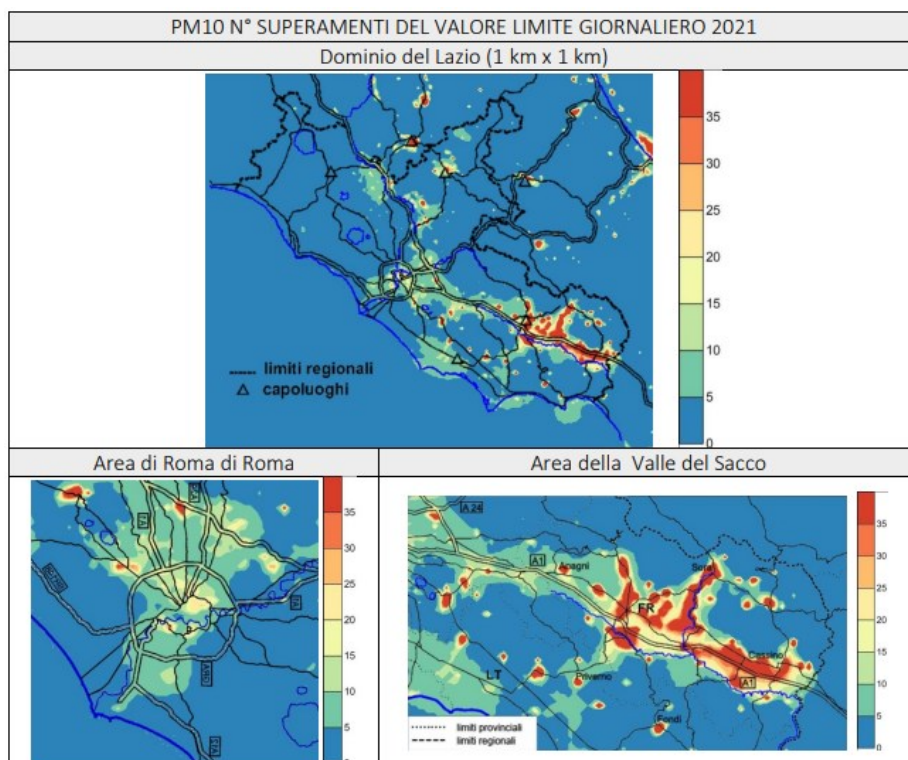 PM10 N° SUPERAMENTI DEL VALORE LIMITE GIORNALIERO 2021
Dominio del Lazio (1 km x 1 km)
35
30
25
20
15
10
5
0
limiti regionali
capoluoghi
Area di Roma di Roma
Area della Valle del Sacco
35
30
25
20
15
10
5
0
A 24
A1
Anagni
Sora
FR
Cassino
LT
Priverno
A1
Fondi
limiti provinciali
limiti regionali
35
30
25
20
15
10
5
0